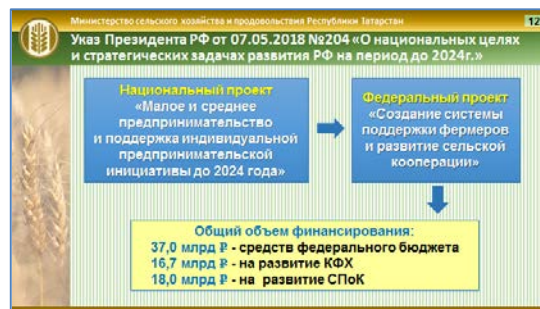 Министерство сельского хозяйства и продовольствия Республики Татарстан
12
Указ Президента РФ от 07.05.2018 №204 «О национальных целях
и стратегических задачах развития РФ на период до 2024г.»
Национальный проект
«Малое и среднее
предпринимательство
и поддержка индивидуальной
предпринимательской
инициативы до 2024 года»
Федеральный проект
«Создание системы
поддержки фермеров
и развитие сельской
кооперации»
Общий объем финансирования:
37,0 млрд ₽ - средств федерального бюджета
16,7 млрд ₽ - на развитие КФХ
18,0 млрд ₽ - на развитие СПоК